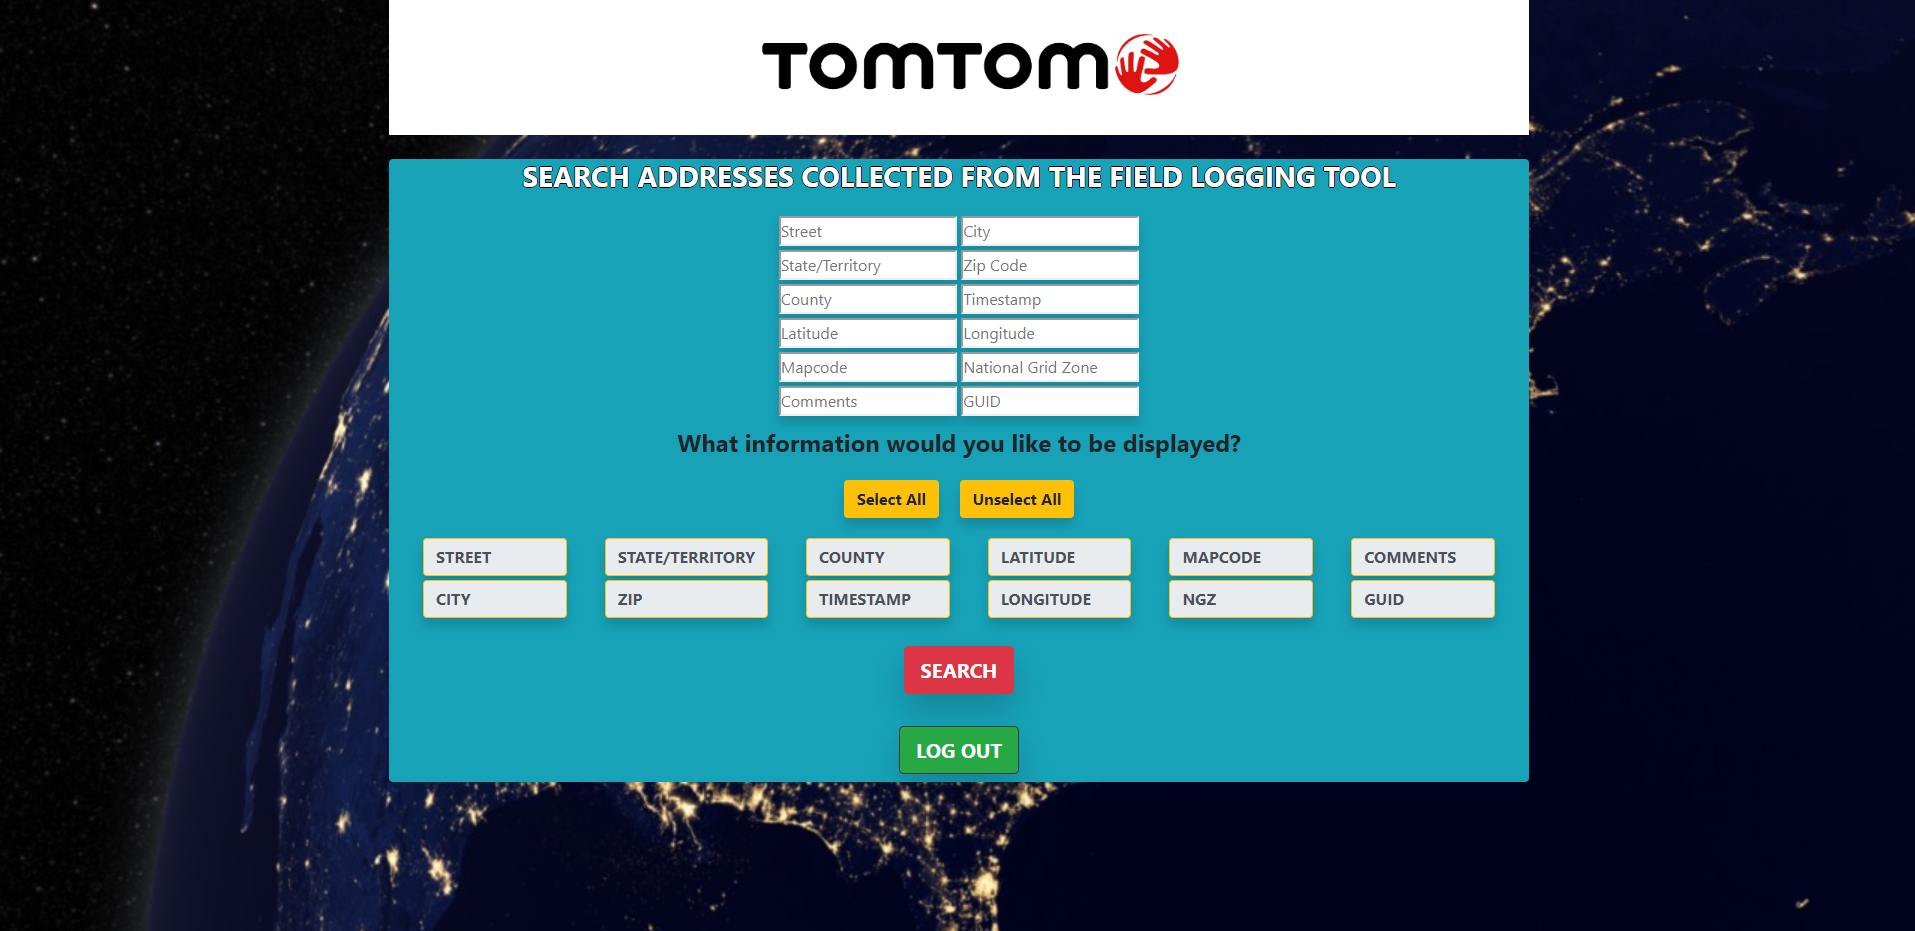 TOMTOM
SEARCH ADDRESSES COLLECTED FROM THE FIELD LOGGING TOOL
Street City
State/Territory Zip Code
County Timestamp
Latitude Longitude
Mapcode National Grid Zone
Comments GUID
What information would you like to be displayed?
Select All Unselect All
STREET STATE/TERRITORY COUNTY LATITUDE MAPCODE COMMENTS
CITY ZIP TIMESTAMP LONGITUDE NGZ GUID
SEARCH
LOG OUT